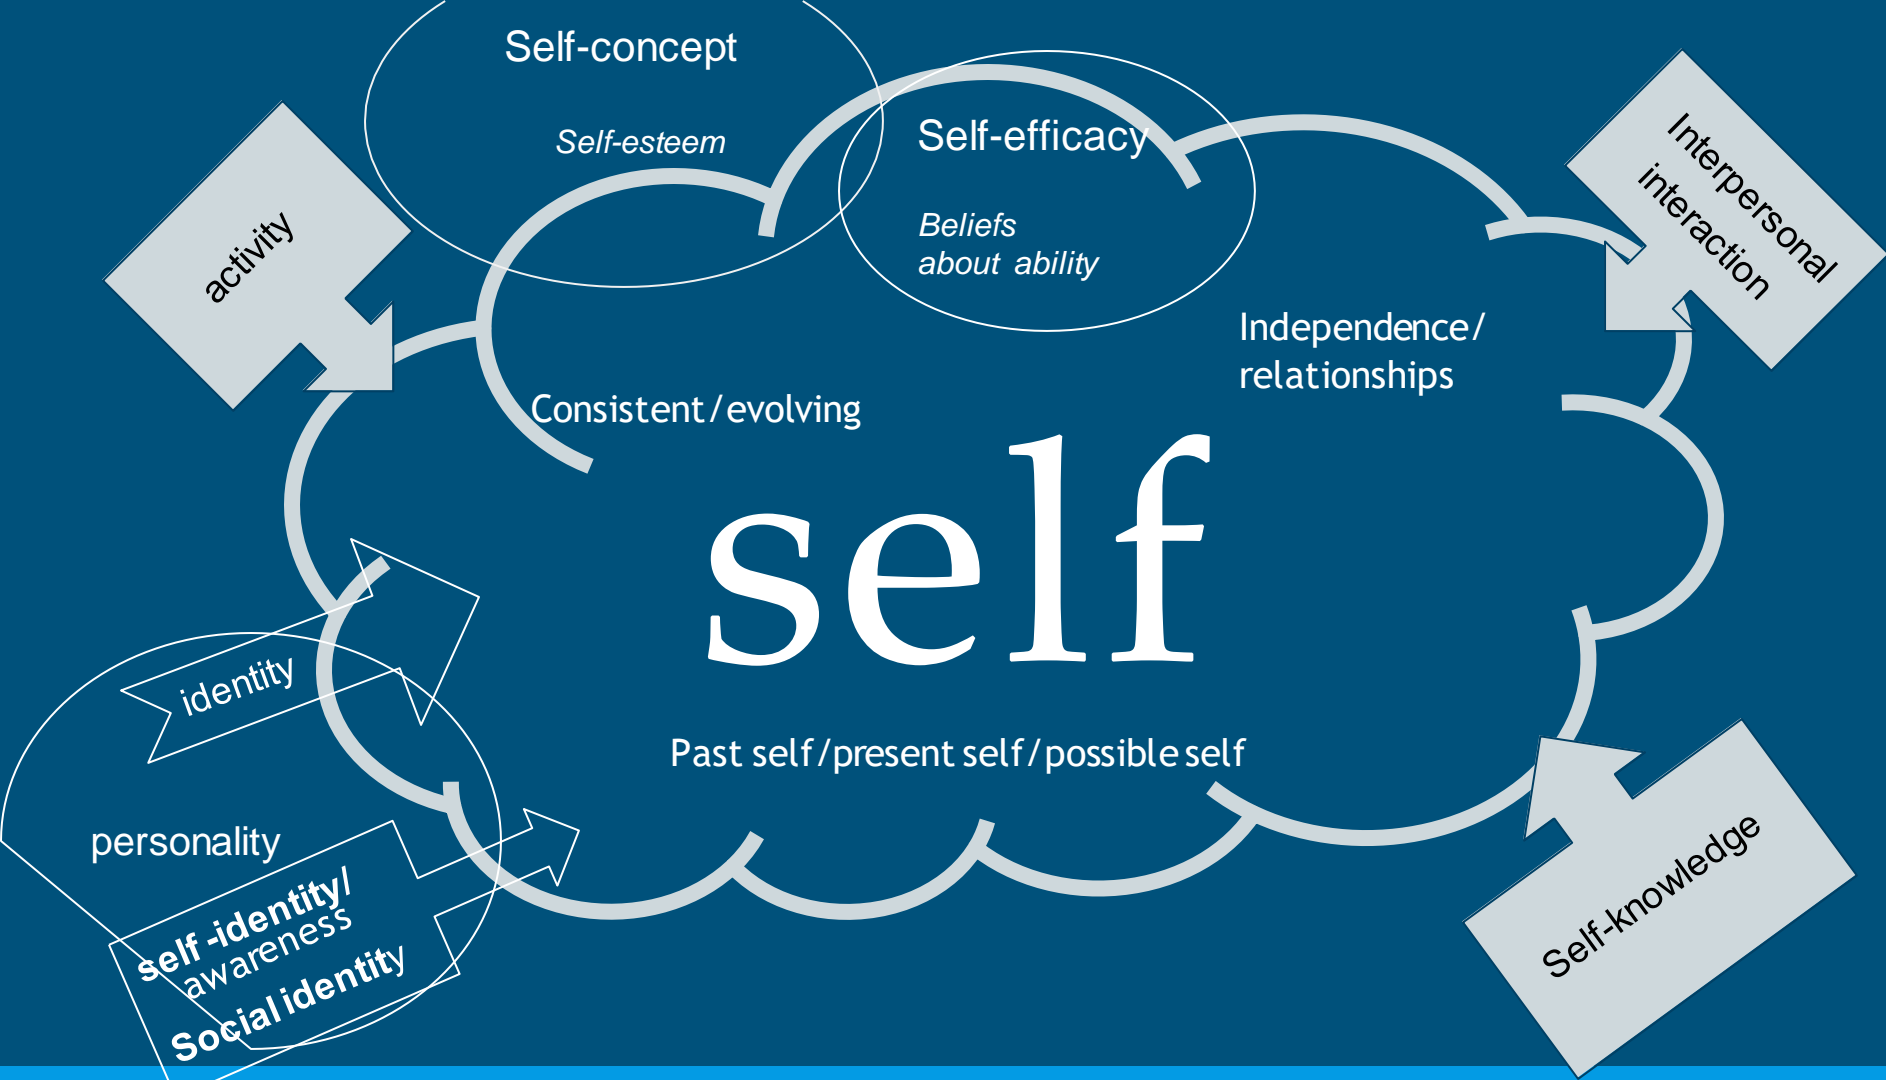 Self-concept
Self-esteem
Self-efficacy
Beliefs
about ability
activity
Interpersonal
interaction
Independence/
relationships
Consistent/evolving
self
identity
Past self/present self/possible self
personality
self-identity/
awareness
Social identity
Self-knowledge